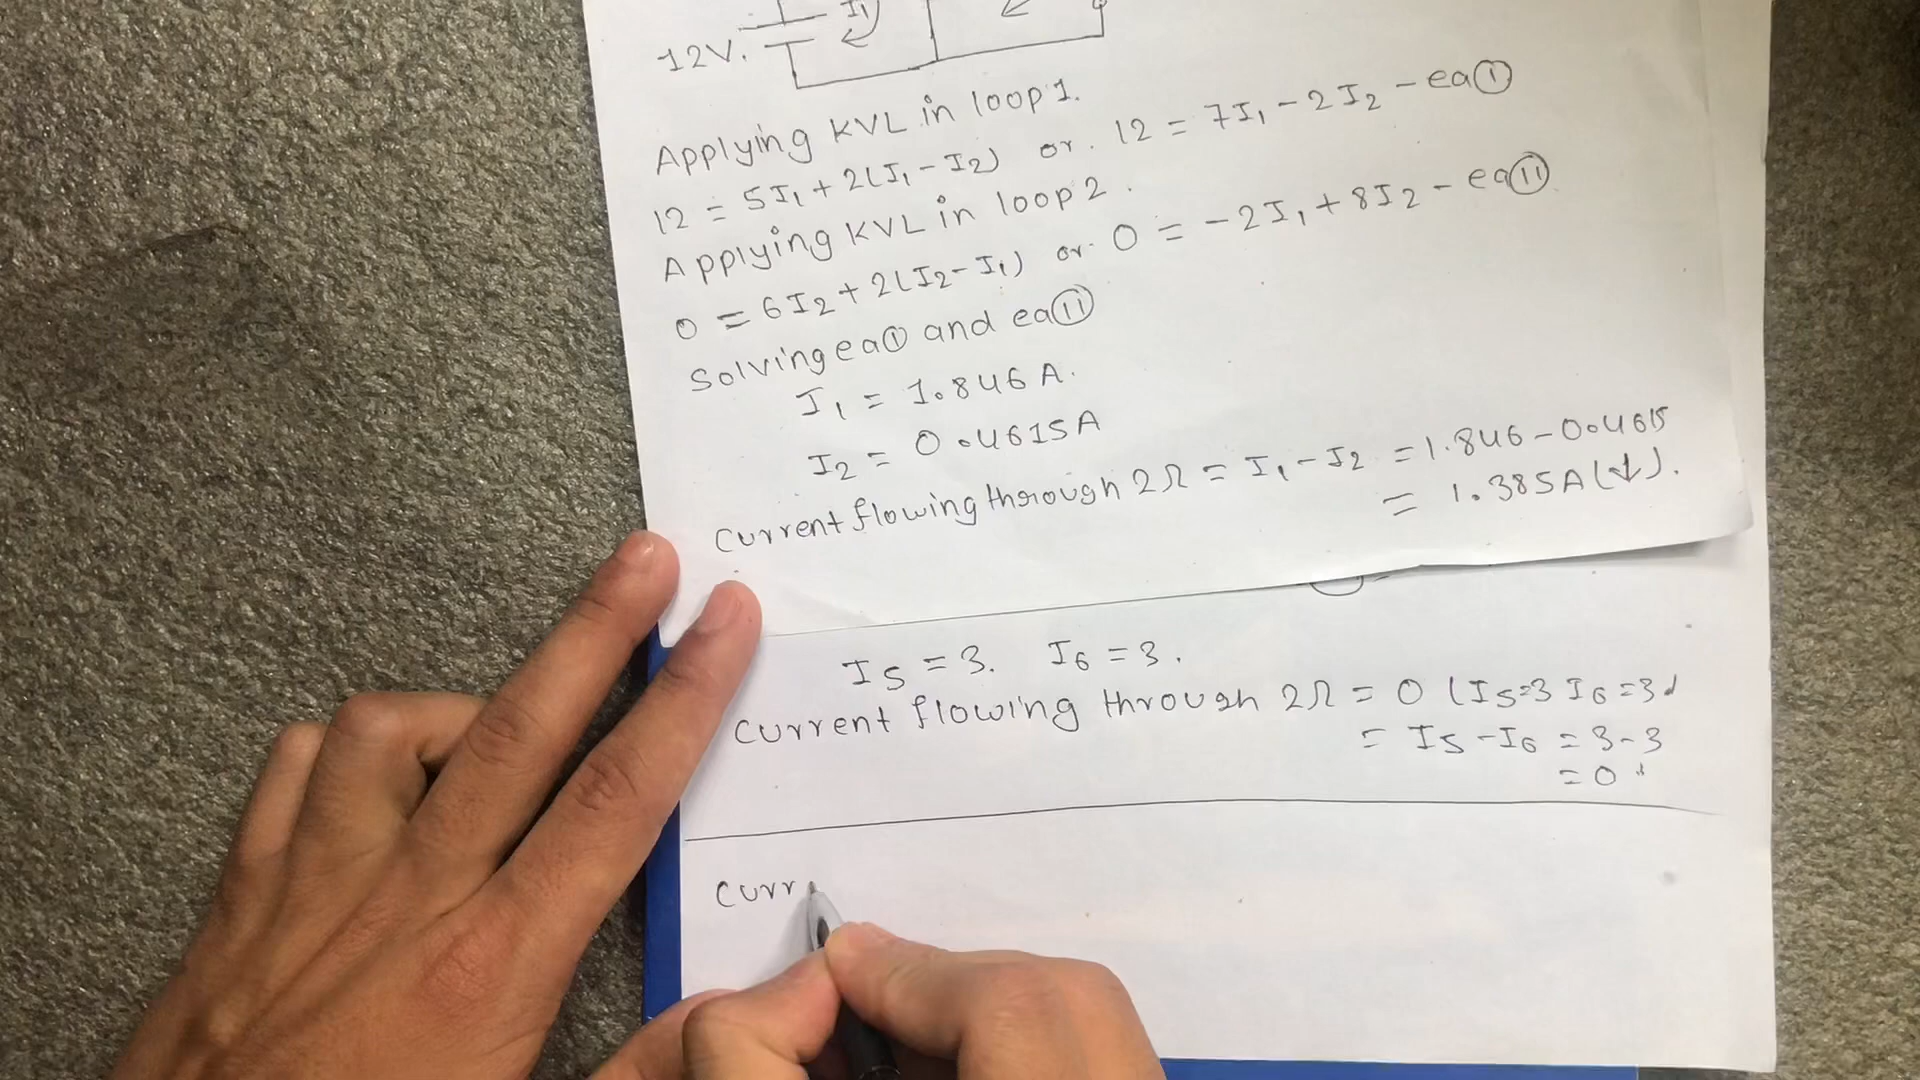 12V.
I₁
Applying KVL in loop 1.
12 = 5I₁ + 2(I₁ - I₂) or. 12 = 7I₁ - 2I₂ - eq①
Applying KVL in loop 2.
0 = 6I₂ + 2(I₂ - I₁) or. 0 = -2I₁ + 8I₂ - eq⑪
Solving eq① and eq⑪
I₁ = 1.846 A.
I₂ = 0.4615A
Current flowing through 2Ω = I₁ - I₂ = 1.846 - 0.4615
= 1.385A(↓).
I₅ = 3. I₆ = 3.
Current flowing through 2Ω = 0 (I₅=3 I₆=3)
= I₅ - I₆ = 3-3
= 0
Curr